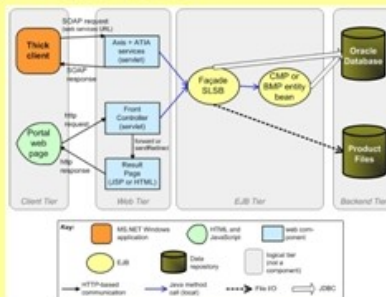 SOAP request
(web services URL)
Thick
client
Axis + ATIA
services
(servlet)
SOAP
response
Oracle
Database
Façade
SLSB
CMP or
BMP entity
bean
http
request
Front
Controller
(servlet)
Portal
web
page
forward or
sendRedirect
http
response
Result
Page
(JSP or HTML)
Product
Files
Client Tier
Web Tier
EJB Tier
Backend Tier
Key:
MS.NET Windows
application
HTML and
JavaScript
web com-
ponent
EJB
Data
repository
logical tier
(not a
component)
HTTP-based
communication
Java method
call (local)
File I/O
JDBC